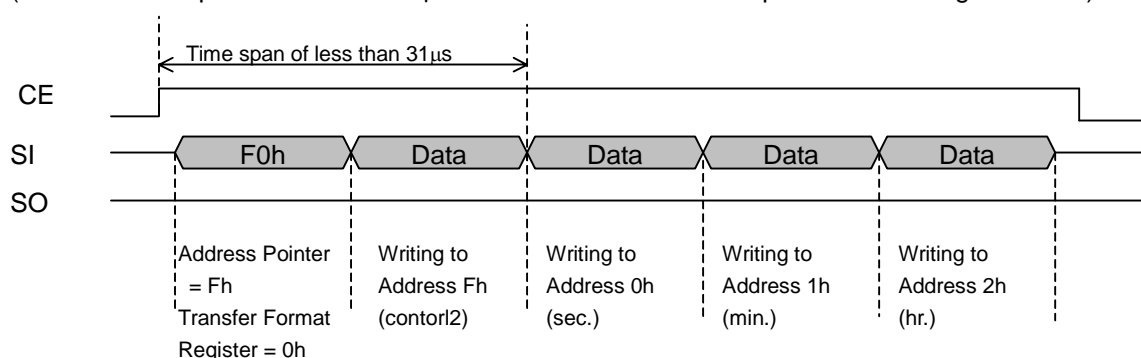 Time span of less than 31μs
CE
SI F0h Data Data Data Data
SO
Address Pointer
= Fh
Transfer Format
Register = 0h
Writing to
Address Fh
(contorl2)
Writing to
Address 0h
(sec.)
Writing to
Address 1h
(min.)
Writing to
Address 2h
(hr.)